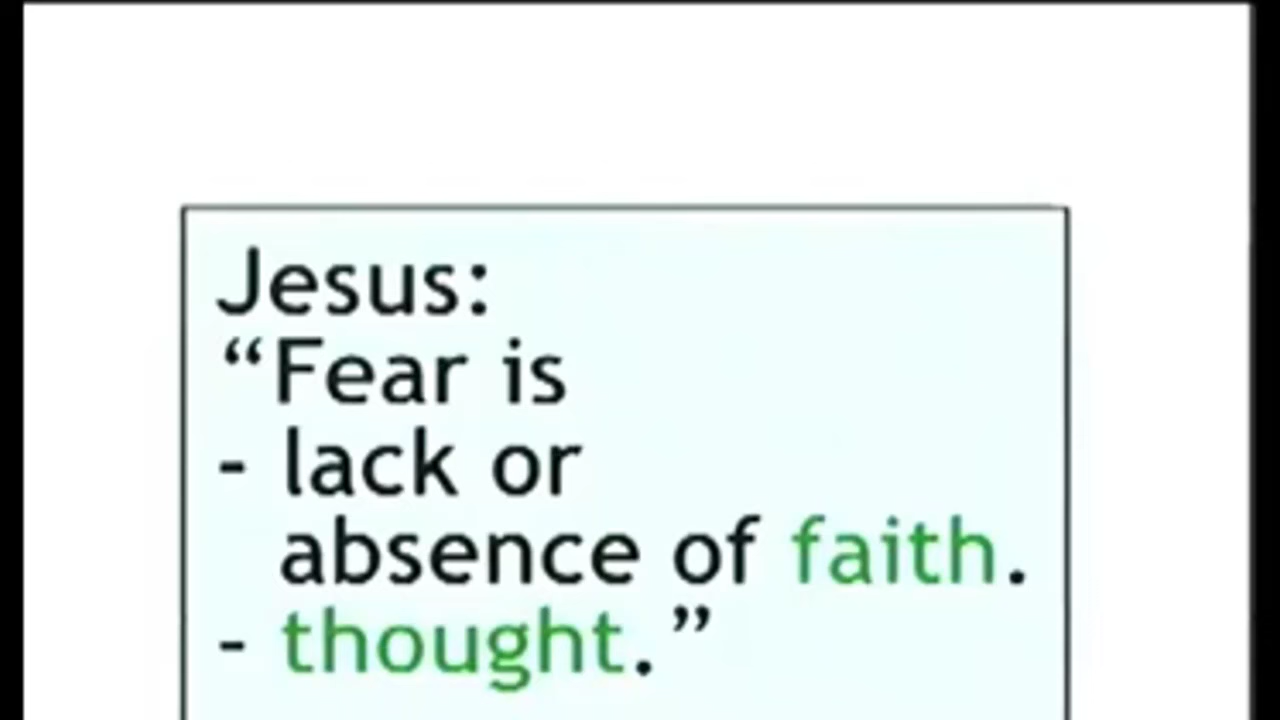 Jesus:
“Fear is
- lack or
absence of faith.
- thought.”